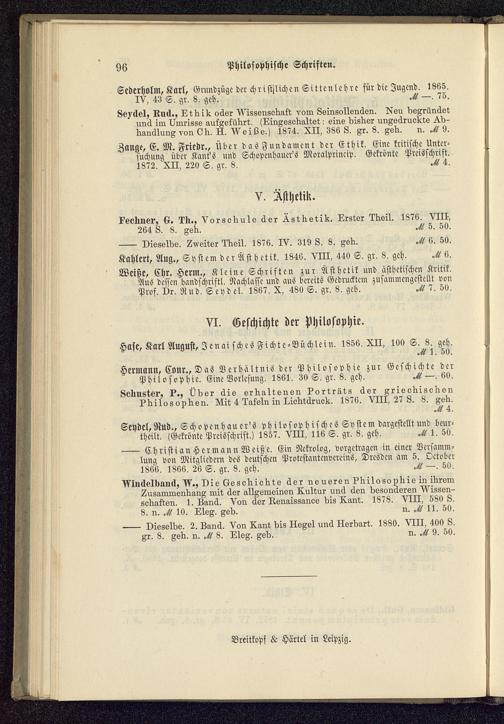 96 Philosophische Schriften.
Sederholm, Karl, Grundzüge der christlichen Sittenlehre für die Jugend. 1865.
IV, 43 S. gr. 8. geh. ℳ —. 75.
Seydel, Rud., Ethik oder Wissenschaft vom Seinsollenden. Neu begründet
und im Umrisse aufgeführt. (Eingeschaltet: eine bisher ungedruckte Ab-
handlung von Ch. H. Weiße.) 1874. XII, 386 S. gr. 8. geh. n. ℳ 9.
Zange, E. M. Friedr., Über das Fundament der Ethik. Eine kritische Unter-
suchung über Kant's und Schopenhauer's Moralprincip. Gekrönte Preisschrift.
1872. XII, 220 S. gr. 8. ℳ 4.
V. Ästhetik.
Fechner, G. Th., Vorschule der Ästhetik. Erster Theil. 1876. VIII,
264 S. 8. geh. ℳ 5. 50.
—— Dieselbe. Zweiter Theil. 1876. IV. 319 S. 8. geh. ℳ 6. 50.
Kahlert, Aug., System der Ästhetik. 1846. VIII, 440 S. gr. 8. geh. ℳ 6.
Weiße, Chr. Herm., Kleine Schriften zur Ästhetik und ästhetischen Kritik.
Aus dessen handschriftl. Nachlasse und aus bereits Gedrucktem zusammengestellt von
Prof. Dr. Rud. Seydel. 1867. X, 480 S. gr. 8. geh. ℳ 7. 50.
VI. Geschichte der Philosophie.
Hase, Karl August, Jenaisches Fichte-Büchlein. 1856. XII, 100 S. 8. geh.
ℳ 1. 50.
Hermann, Conr., Das Verhältnis der Philosophie zur Geschichte der
Philosophie. Eine Vorlesung. 1861. 30 S. gr. 8. geh. ℳ —. 60.
Schuster, P., Über die erhaltenen Porträts der griechischen
Philosophen. Mit 4 Tafeln in Lichtdruck. 1876. VIII, 27 S. 8. geh.
ℳ 4.
Seydel, Rud., Schopenhauer's philosophisches System dargestellt und beur-
theilt. (Gekrönte Preisschrift.) 1857. VIII, 116 S. gr. 8. geh. ℳ 1. 50.
—— Christian Hermann Weiße. Ein Nekrolog, vorgetragen in einer Versamm-
lung von Mitgliedern des deutschen Protestantenvereins, Dresden am 5. October
1866. 1866. 26 S. gr. 8. geh. ℳ —. 50.
Windelband, W., Die Geschichte der neueren Philosophie in ihrem
Zusammenhang mit der allgemeinen Kultur und den besonderen Wissen-
schaften. 1. Band. Von der Renaissance bis Kant. 1878. VIII. 580 S.
8. n. ℳ 10. Eleg. geb. n. ℳ 11. 50.
—— Dieselbe. 2. Band. Von Kant bis Hegel und Herbart. 1880. VIII, 400 S.
gr. 8. geh. n. ℳ 8. Eleg. geb. n. ℳ 9. 50.
Breitkopf & Härtel in Leipzig.